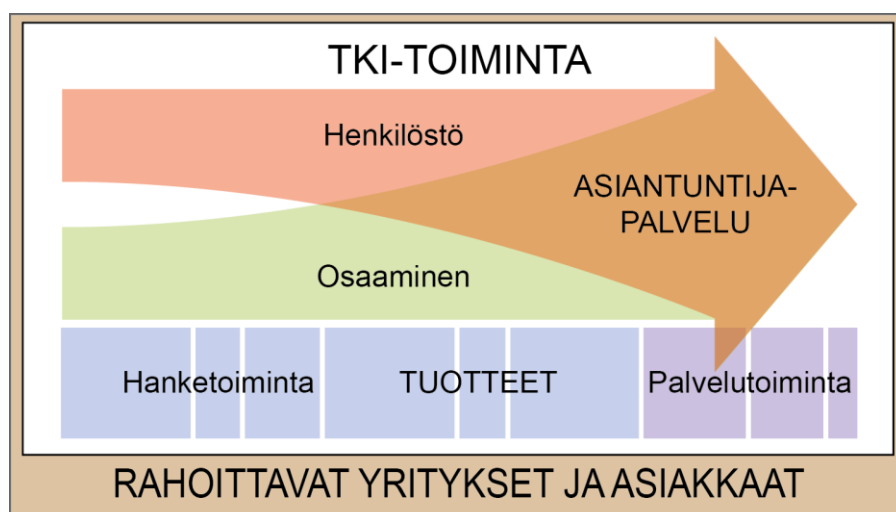 TKI-TOIMINTA
Henkilöstö
ASIANTUNTIJA-
PALVELU
Osaaminen
Hanketoiminta
TUOTTEET
Palvelutoiminta
RAHOITTAVAT YRITYKSET JA ASIAKKAAT